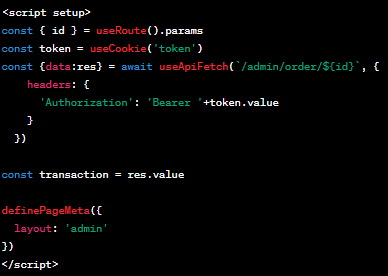 <script setup>
const { id } = useRoute().params
const token = useCookie('token')
const {data:res} = await useApiFetch(`/admin/order/${id}`, {
    headers: {
      'Authorization': 'Bearer '+token.value
    }
  })

const transaction = res.value

definePageMeta({
  layout: 'admin'
})
</script>